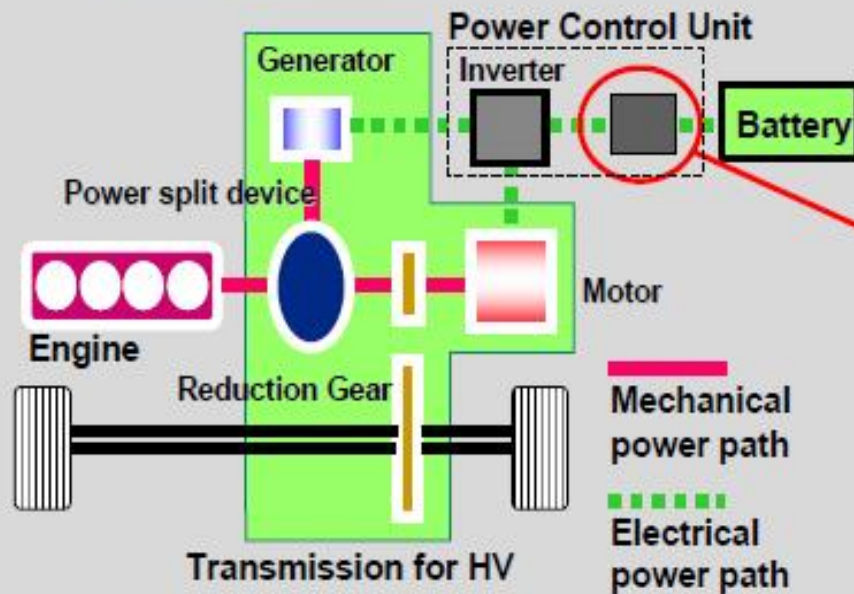 Power Control Unit
Generator
Inverter
Battery
Power split device
Motor
Engine
Reduction Gear
Mechanical
power path
Electrical
power path
Transmission for HV